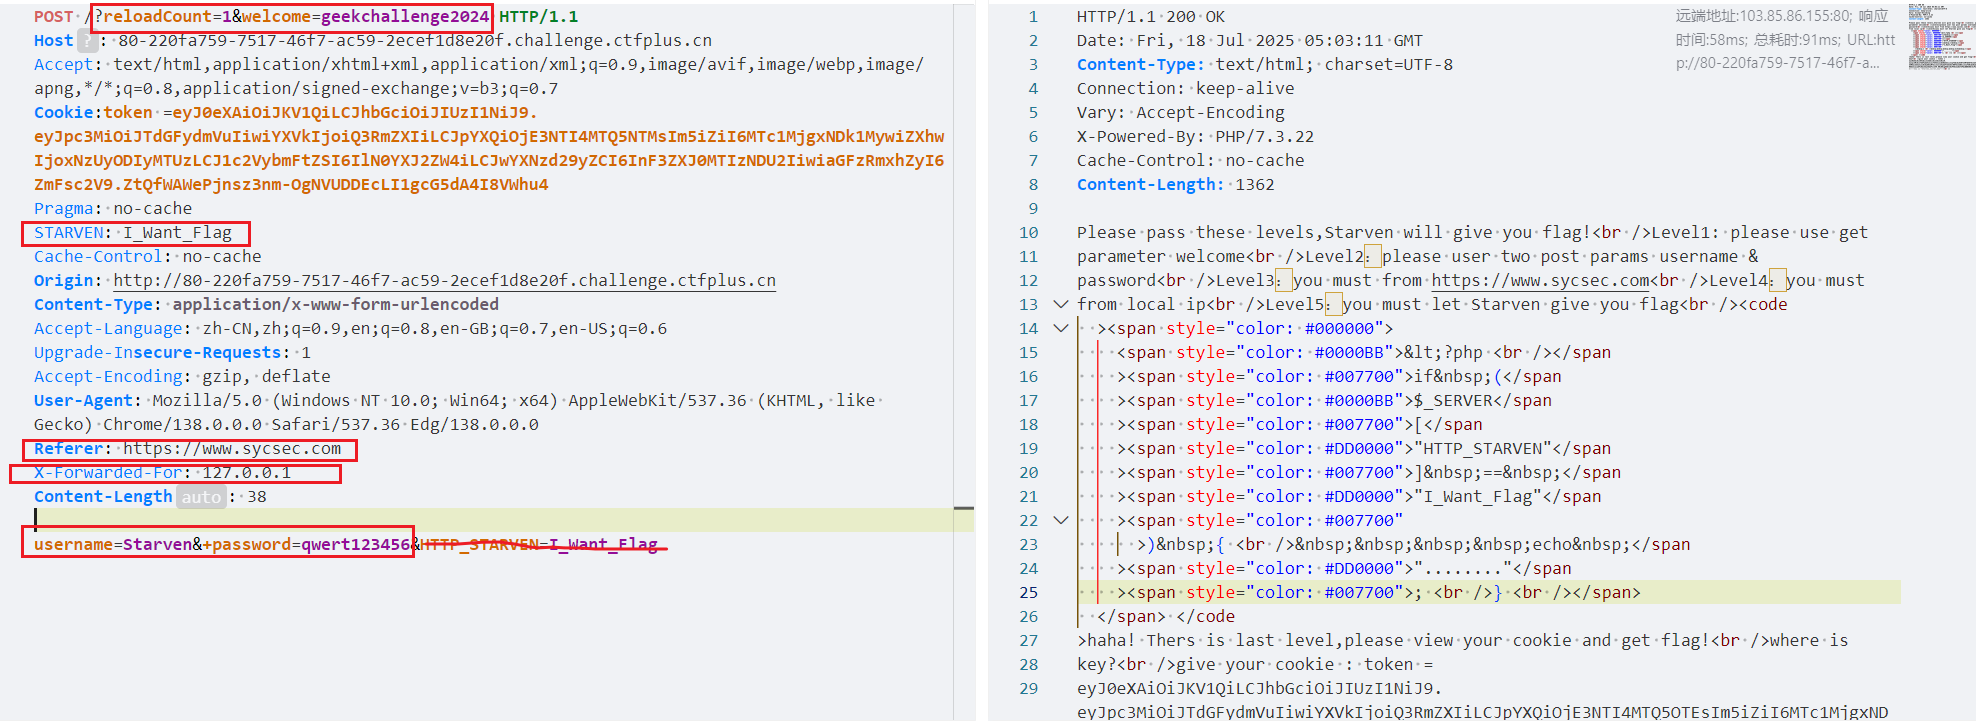 POST /?reloadCount=1&welcome=geekchallenge2024 HTTP/1.1
Host ? : 80-220fa759-7517-46f7-ac59-2ecef1d8e20f.challenge.ctfplus.cn
Accept: text/html,application/xhtml+xml,application/xml;q=0.9,image/avif,image/webp,image/
apng,*/*;q=0.8,application/signed-exchange;v=b3;q=0.7
Cookie:token =eyJ0eXAiOiJKV1QiLCJhbGciOiJIUzI1NiJ9.
eyJpc3MiOiJTdGFydmVuIiwiYXVkIjoiQ3RmZXIiLCJpYXQiOjE3NTI4MTQ5NTMsIm5iZiI6MTc1MjgxNDk1MywiZXhw
IjoxNzUyODIyMTUzLCJ1c2VybmFtZSI6IlN0YXJ2ZW4iLCJwYXNzd29yZCI6InF3ZXJ0MTIzNDU2IiwiaGFzRmxhZyI6
ZmFsc2V9.ZtQfWAWePjnsz3nm-OgNVUDDEcLI1gcG5dA4I8VWhu4
Pragma: no-cache
STARVEN: I_Want_Flag
Cache-Control: no-cache
Origin: http://80-220fa759-7517-46f7-ac59-2ecef1d8e20f.challenge.ctfplus.cn
Content-Type: application/x-www-form-urlencoded
Accept-Language: zh-CN,zh;q=0.9,en;q=0.8,en-GB;q=0.7,en-US;q=0.6
Upgrade-Insecure-Requests: 1
Accept-Encoding: gzip, deflate
User-Agent: Mozilla/5.0 (Windows NT 10.0; Win64; x64) AppleWebKit/537.36 (KHTML, like
Gecko) Chrome/138.0.0.0 Safari/537.36 Edg/138.0.0.0
Referer: https://www.sycsec.com
X-Forwarded-For: 127.0.0.1
Content-Length auto : 38
username=Starven&+password=qwert123456&HTTP_STARVEN=I_Want_Flag
1 HTTP/1.1 200 OK
2 Date: Fri, 18 Jul 2025 05:03:11 GMT
3 Content-Type: text/html; charset=UTF-8
4 Connection: keep-alive
5 Vary: Accept-Encoding
6 X-Powered-By: PHP/7.3.22
7 Cache-Control: no-cache
8 Content-Length: 1362
9
10 Please pass these levels,Starven will give you flag!<br />Level1: please use get
11 parameter welcome<br />Level2：please user two post params username &
12 password<br />Level3：you must from https://www.sycsec.com<br />Level4：you must
13 from local ip<br />Level5：you must let Starven give you flag<br /><code
14 ><span style="color: #000000">
15 <span style="color: #0000BB">&lt;?php <br /></span
16 ><span style="color: #007700">if&nbsp;(</span
17 ><span style="color: #0000BB">$_SERVER</span
18 ><span style="color: #007700">[</span
19 ><span style="color: #DD0000">"HTTP_STARVEN"</span
20 ><span style="color: #007700">]&nbsp;==&nbsp;</span
21 ><span style="color: #DD0000">"I_Want_Flag"</span
22 ><span style="color: #007700"
23 >)&nbsp;{ <br />&nbsp;&nbsp;&nbsp;&nbsp;echo&nbsp;</span
24 ><span style="color: #DD0000">"........"</span
25 ><span style="color: #007700">; <br />} <br /></span>
26 </span> </code
27 >haha! Thers is last level,please view your cookie and get flag!<br />where is
28 key?<br />give your cookie : token =
29 eyJ0eXAiOiJKV1QiLCJhbGciOiJIUzI1NiJ9.
eyJpc3MiOiJTdGFydmVuIiwiYXVkIjoiQ3RmZXIiLCJpYXQiOjE3NTI4MTQ5OTEsIm5iZiI6MTc1MjgxND
远端地址:103.85.86.155:80; 响应
时间:58ms; 总耗时:91ms; URL:htt
p://80-220fa759-7517-46f7-a...